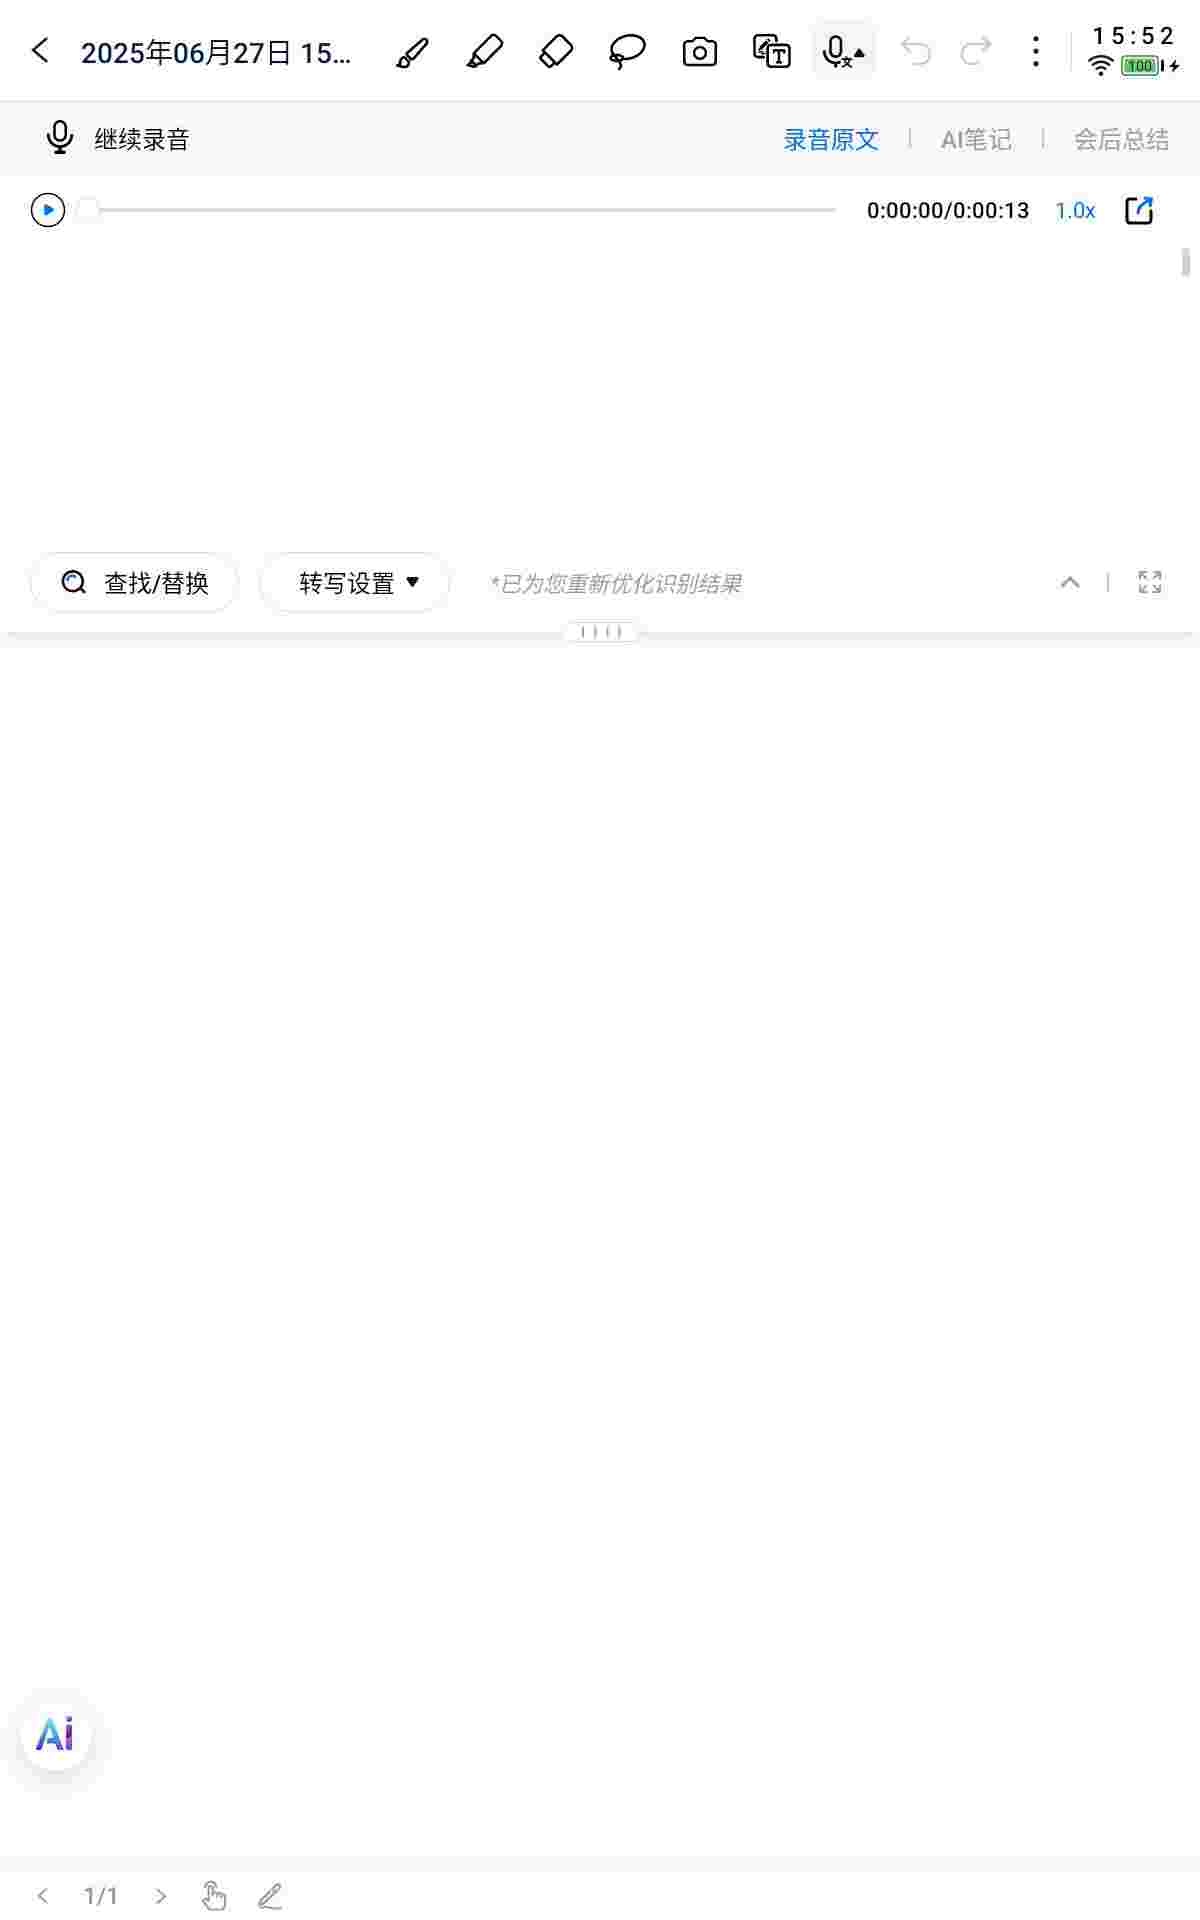 2025年06月27日 15...
15:52
100
继续录音
录音原文
AI笔记
会后总结
0:00:00/0:00:13
1.0x
查找/替换
转写设置
*已为您重新优化识别结果
Ai
1/1